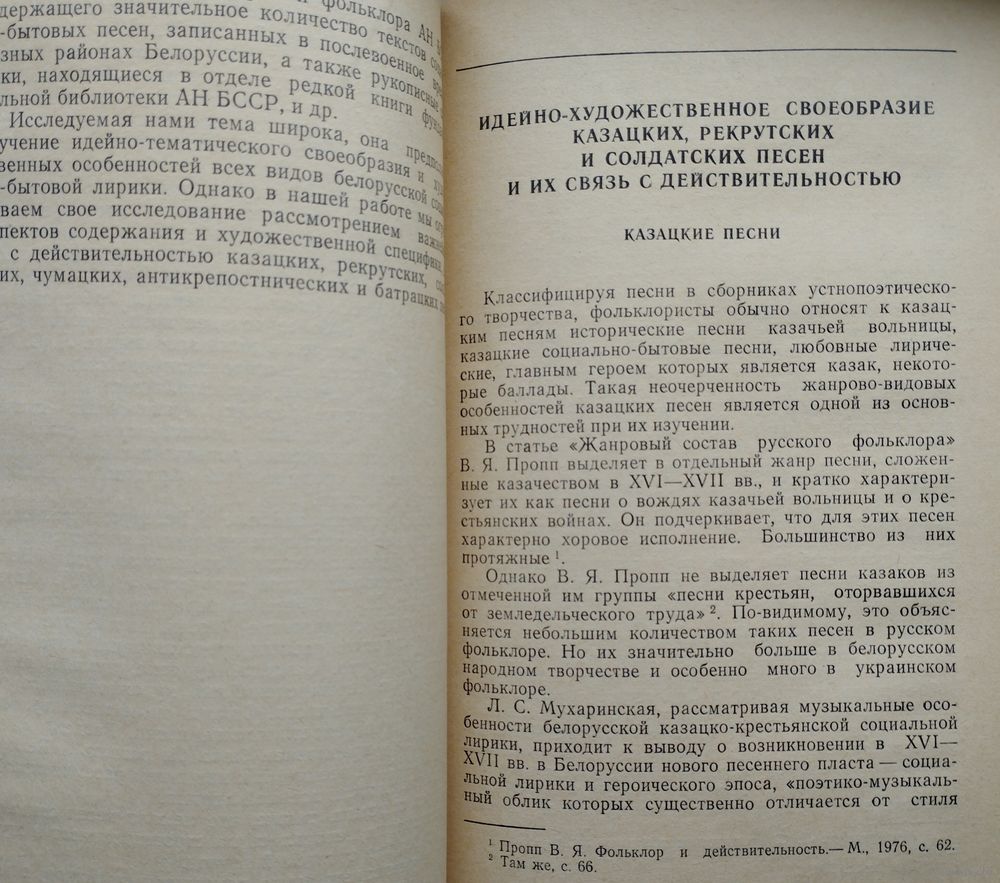 фольклора АН
держащего значительное количество текстов
-бытовых песен, записанных в послевоенное
зных районах Белоруссии, а также рукописные
ки, находящиеся в отделе редкой книги
льной библиотеки АН БССР, и др.
Исследуемая нами тема широка, она
учение идейно-тематического своеобразия и
венных особенностей всех видов белорусской
-бытовой лирики. Однако в нашей работе мы
ваем свое исследование рассмотрением
пектов содержания и художественной специфики,
с действительностью казацких, рекрутских,
их, чумацких, антикрепостнических и батрацких
ИДЕЙНО-ХУДОЖЕСТВЕННОЕ СВОЕОБРАЗИЕ
КАЗАЦКИХ, РЕКРУТСКИХ
И СОЛДАТСКИХ ПЕСЕН
И ИХ СВЯЗЬ С ДЕЙСТВИТЕЛЬНОСТЬЮ
КАЗАЦКИЕ ПЕСНИ
Классифицируя песни в сборниках устнопоэтическо-
го творчества, фольклористы обычно относят к казац-
ким песням исторические песни казачьей вольницы,
казацкие социально-бытовые песни, любовные лириче-
ские, главным героем которых является казак, некото-
рые баллады. Такая неочерченность жанрово-видовых
особенностей казацких песен является одной из основ-
ных трудностей при их изучении.
В статье «Жанровый состав русского фольклора»
В. Я. Пропп выделяет в отдельный жанр песни, сложен-
ные казачеством в XVI—XVII вв., и кратко характери-
зует их как песни о вождях казачьей вольницы и о кре-
стьянских войнах. Он подчеркивает, что для этих песен
характерно хоровое исполнение. Большинство из них
протяжные ¹.
Однако В. Я. Пропп не выделяет песни казаков из
отмеченной им группы «песни крестьян, оторвавшихся
от земледельческого труда» ². По-видимому, это объяс-
няется небольшим количеством таких песен в русском
фольклоре. Но их значительно больше в белорусском
народном творчестве и особенно много в украинском
фольклоре.
Л. С. Мухаринская, рассматривая музыкальные осо-
бенности белорусской казацко-крестьянской социальной
лирики, приходит к выводу о возникновении в XVI—
XVII вв. в Белоруссии нового песенного пласта — социа-
льной лирики и героического эпоса, «поэтико-музыкаль-
ный облик которых существенно отличается от стиля
¹ Пропп В. Я. Фольклор и действительность.— М., 1976, с. 62.
² Там же, с. 66.